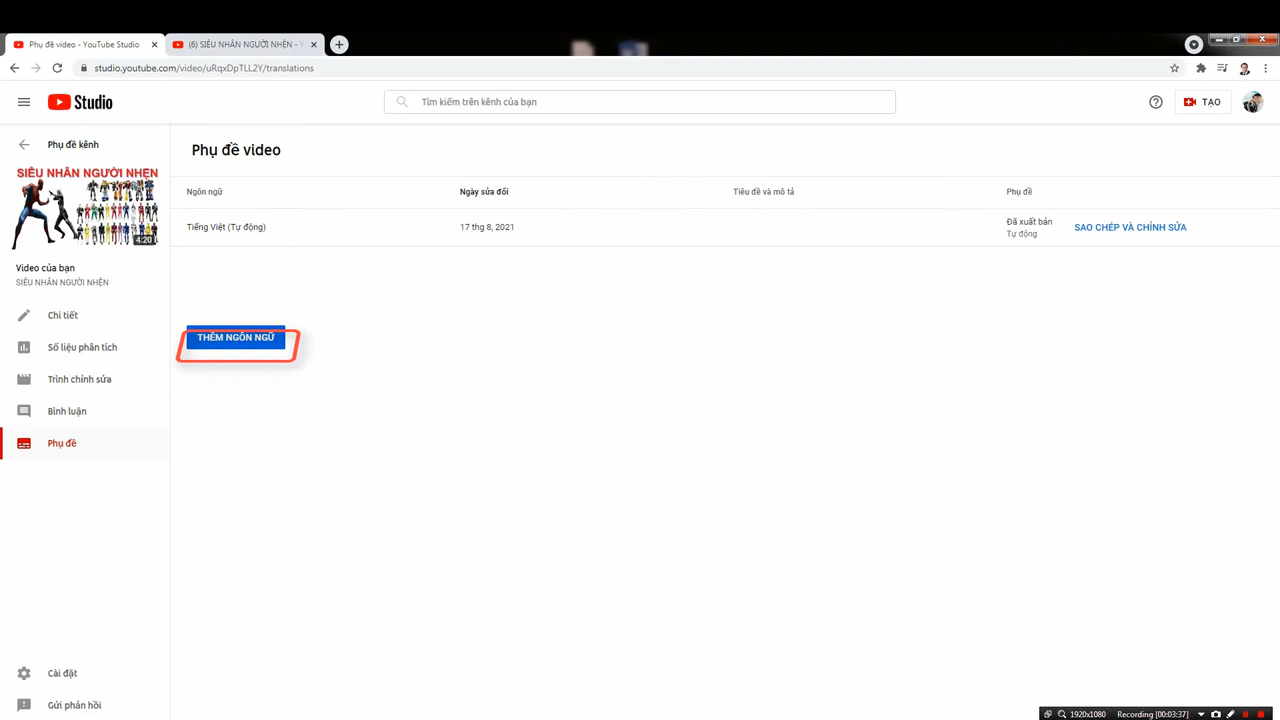 Phụ đề video - YouTube Studio
(6) SIÊU NHÂN NGƯỜI NHỆN - Y
studio.youtube.com/video/uRqxDpTLL2Y/translations
Studio
Tìm kiếm trên kênh của bạn
TẠO
Phụ đề kênh
SIÊU NHÂN NGƯỜI NHỆN
4:20
Video của bạn
SIÊU NHÂN NGƯỜI NHỆN
Chi tiết
Số liệu phân tích
Trình chỉnh sửa
Bình luận
Phụ đề
Cài đặt
Gửi phản hồi
Phụ đề video
Ngôn ngữ
Ngày sửa đổi
Tiêu đề và mô tả
Phụ đề
Tiếng Việt (Tự động)
17 thg 8, 2021
Đã xuất bản
Tự động
SAO CHÉP VÀ CHỈNH SỬA
THÊM NGÔN NGỮ
1920x1080
Recording [00:03:37]